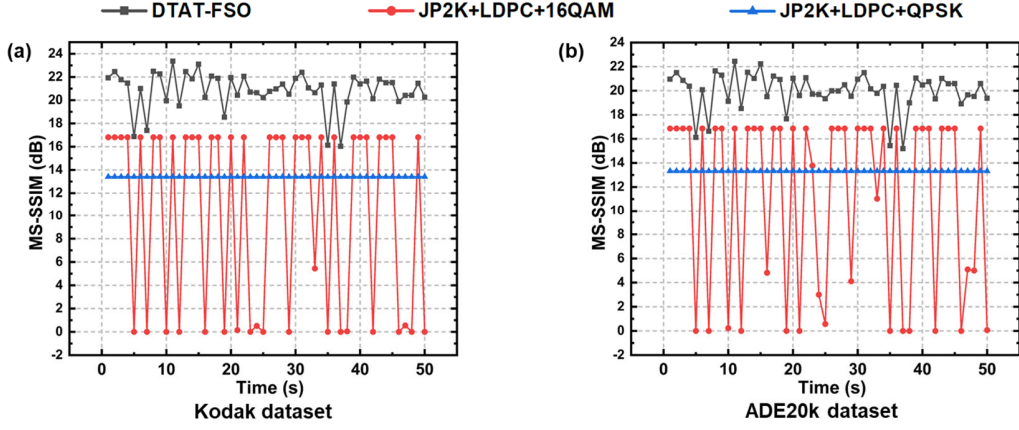 DTAT-FSO JP2K+LDPC+16QAM JP2K+LDPC+QPSK
(a)
24
22
20
18
16
14
12
10
8
6
4
2
0
-2
MS-SSIM (dB)
0 10 20 30 40 50
Time (s)
Kodak dataset
(b)
24
22
20
18
16
14
12
10
8
6
4
2
0
-2
MS-SSIM (dB)
0 10 20 30 40 50
Time (s)
ADE20k dataset